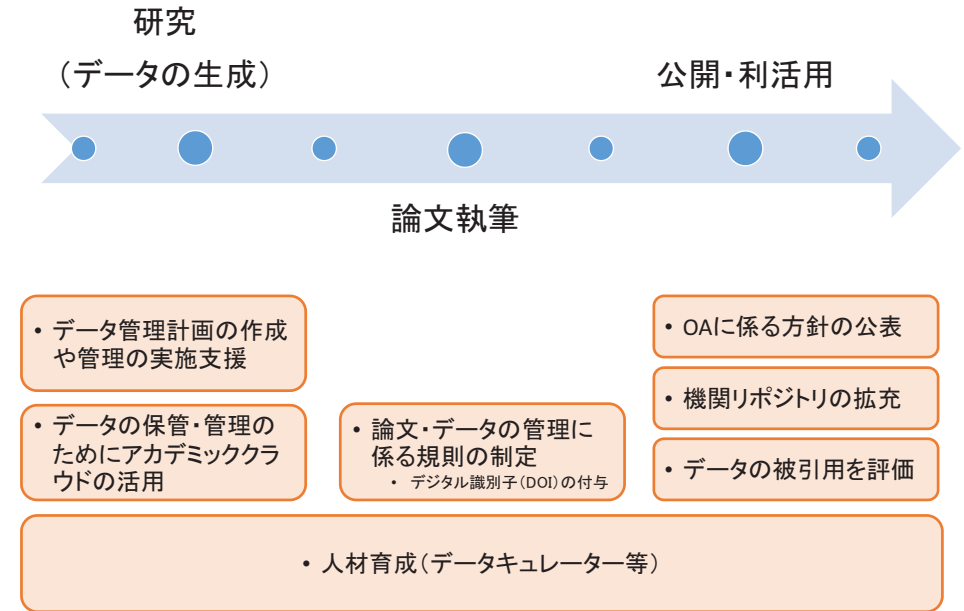 研究
(データの生成)
公開・利活用
論文執筆
• データ管理計画の作成
や管理の実施支援
• データの保管・管理の
ためにアカデミッククラ
ウドの活用
• 論文・データの管理に
係る規則の制定
• デジタル識別子(DOI)の付与
• OAに係る方針の公表
• 機関リポジトリの拡充
• データの被引用を評価
• 人材育成(データキュレーター等)